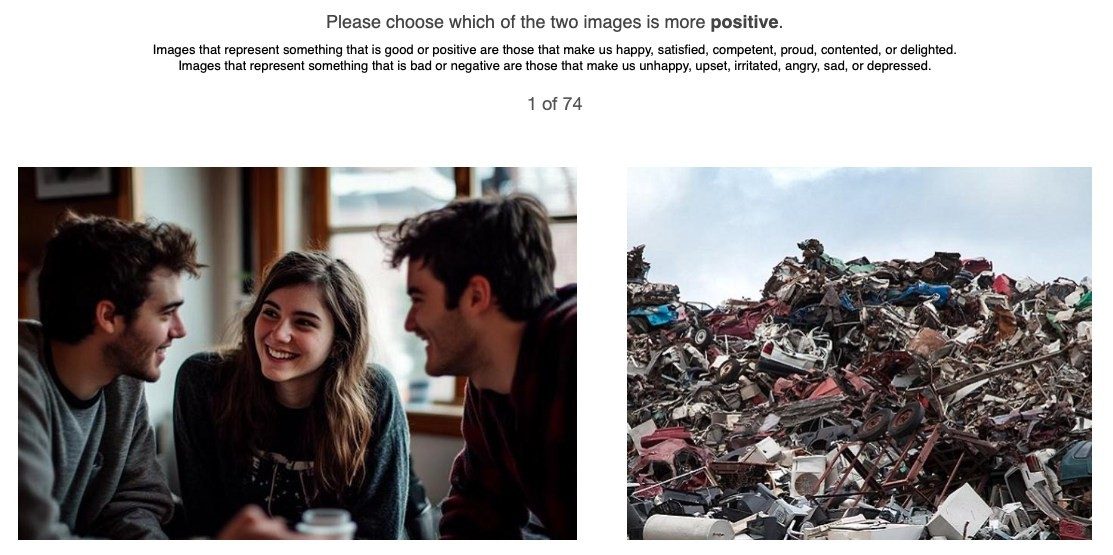 Please choose which of the two images is more positive.
Images that represent something that is good or positive are those that make us happy, satisfied, competent, proud, contented, or delighted.
Images that represent something that is bad or negative are those that make us unhappy, upset, irritated, angry, sad, or depressed.
1 of 74